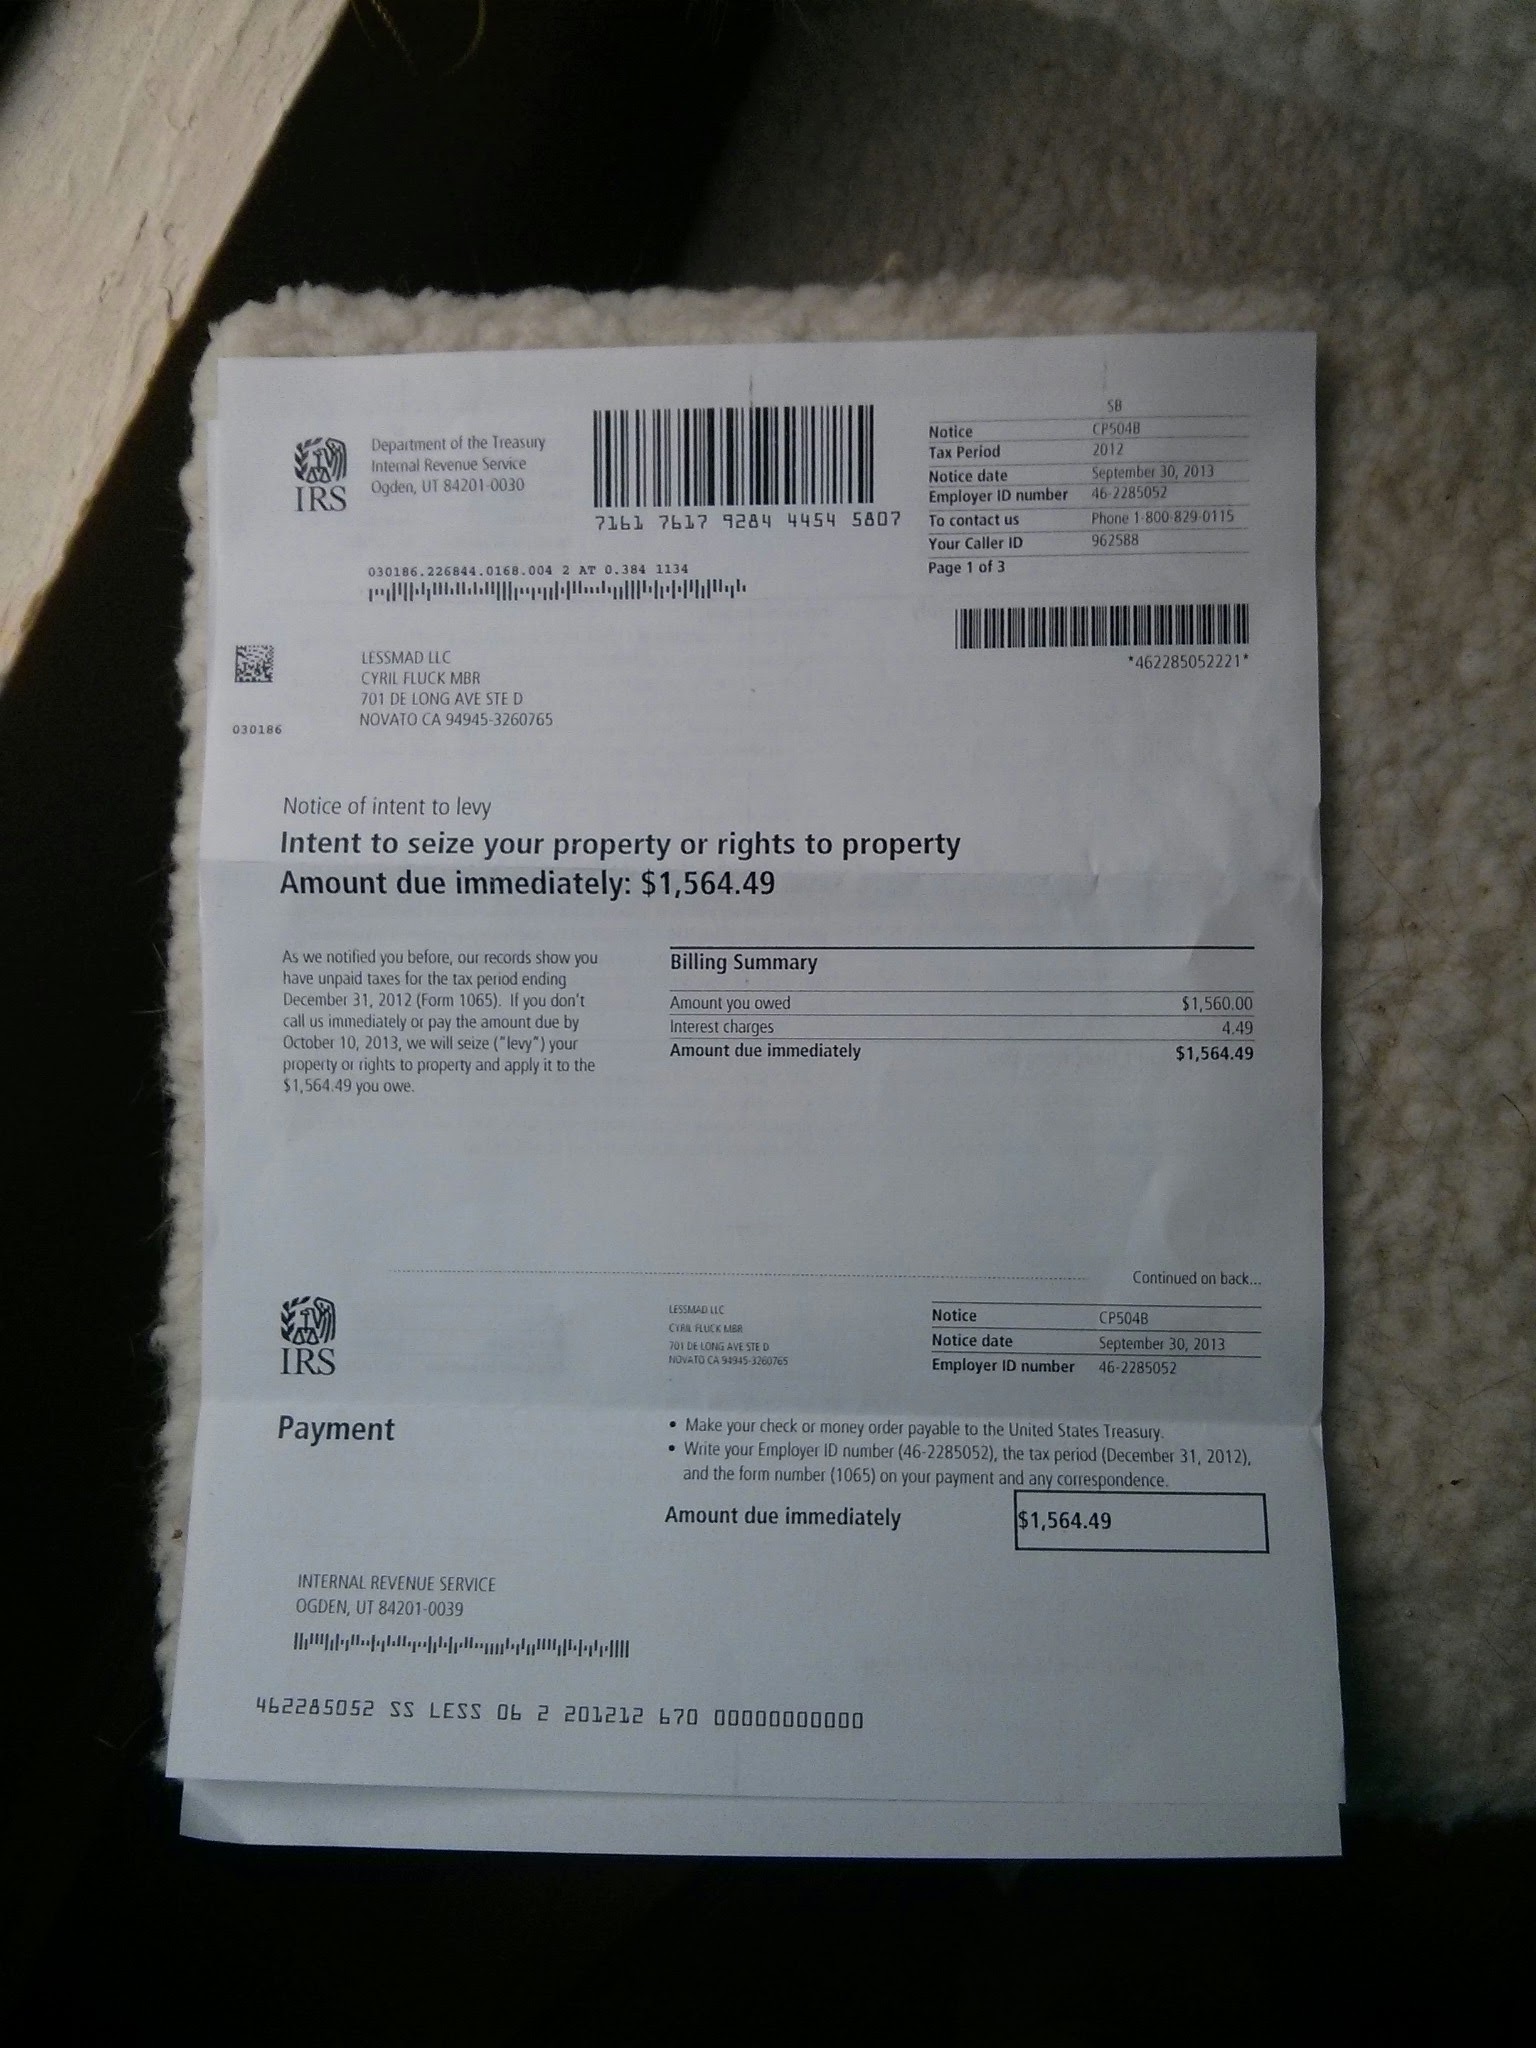 SB
IRS
Department of the Treasury
Internal Revenue Service
Ogden, UT 84201-0030
7161 7617 9284 4454 5807
Notice CP504B
Tax Period 2012
Notice date September 30, 2013
Employer ID number 46-2285052
To contact us Phone 1-800-829-0115
Your Caller ID 962588
Page 1 of 3
030186.226844.0168.004 2 AT 0.384 1134
*462285052221*
030186
LESSMAD LLC
CYRIL FLUCK MBR
701 DE LONG AVE STE D
NOVATO CA 94945-3260765
Notice of intent to levy
Intent to seize your property or rights to property
Amount due immediately: $1,564.49
As we notified you before, our records show you
have unpaid taxes for the tax period ending
December 31, 2012 (Form 1065). If you don't
call us immediately or pay the amount due by
October 10, 2013, we will seize ("levy") your
property or rights to property and apply it to the
$1,564.49 you owe.
Billing Summary
Amount you owed $1,560.00
Interest charges 4.49
Amount due immediately $1,564.49
Continued on back...
IRS
LESSMAD LLC
CYRIL FLUCK MBR
701 DE LONG AVE STE D
NOVATO CA 94945-3260765
Notice CP504B
Notice date September 30, 2013
Employer ID number 46-2285052
Payment
• Make your check or money order payable to the United States Treasury.
• Write your Employer ID number (46-2285052), the tax period (December 31, 2012),
and the form number (1065) on your payment and any correspondence.
Amount due immediately $1,564.49
INTERNAL REVENUE SERVICE
OGDEN, UT 84201-0039
462285052 SS LESS 06 2 201212 670 00000000000